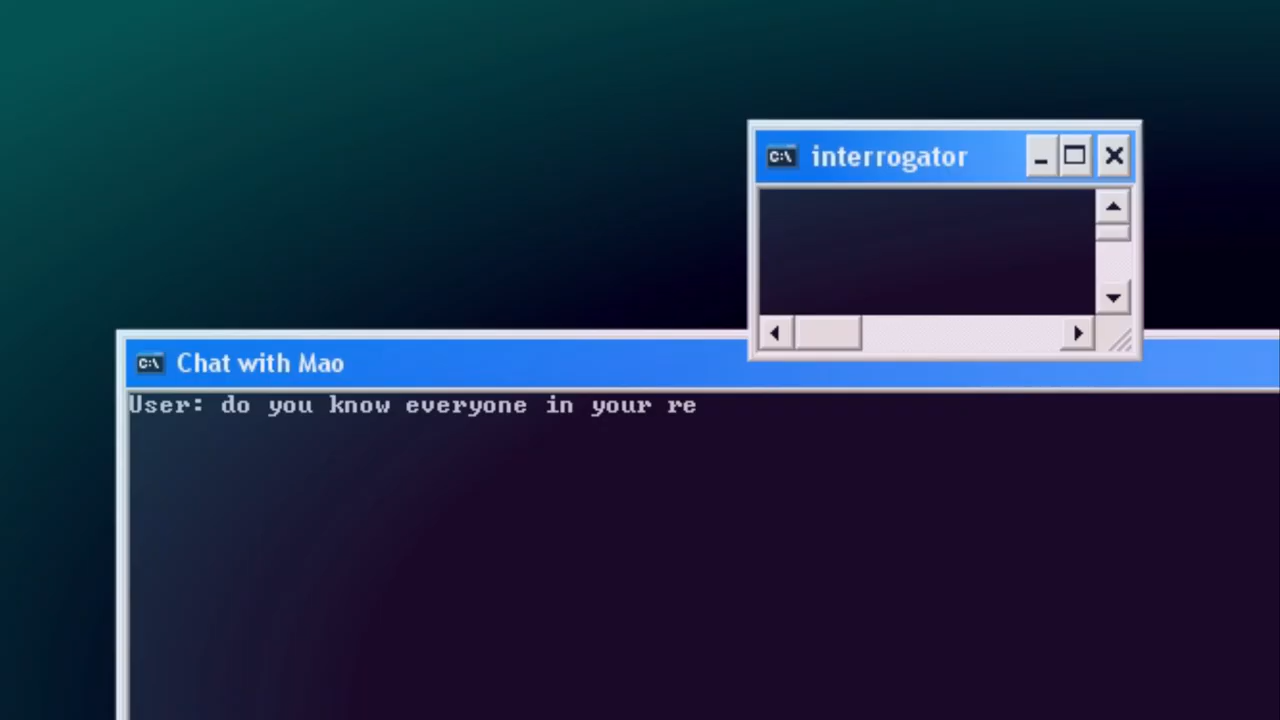 C:\ interrogator
C:\ Chat with Mao
User: do you know everyone in your re